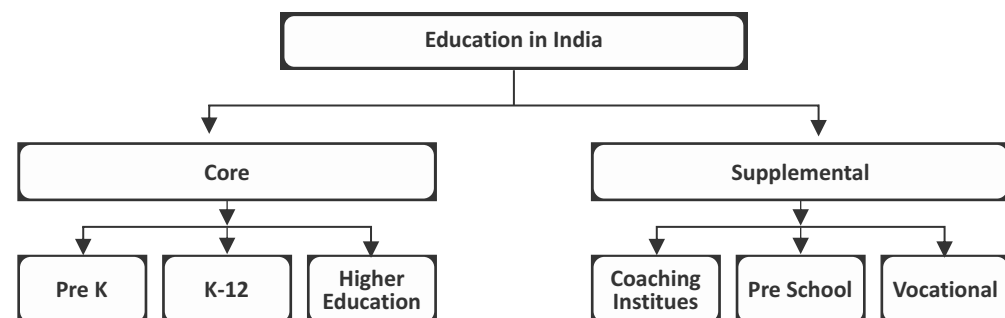 Education in India
Core
Supplemental
Pre K
K-12
Higher
Education
Coaching
Institues
Pre School
Vocational